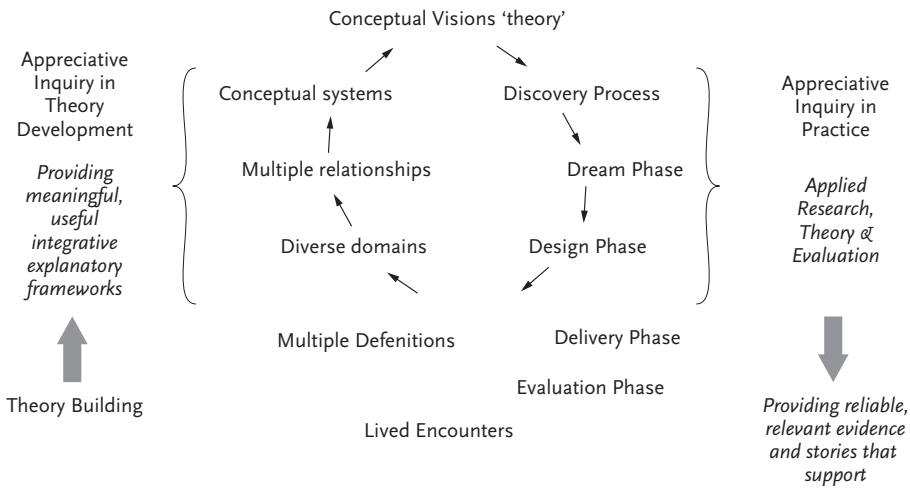 Conceptual Visions ‘theory’
Appreciative
Inquiry in
Theory
Development
Providing
meaningful,
useful
integrative
explanatory
frameworks
Theory Building
Conceptual systems
Multiple relationships
Diverse domains
Multiple Defenitions
Lived Encounters
Discovery Process
Dream Phase
Design Phase
Delivery Phase
Evaluation Phase
Appreciative
Inquiry in
Practice
Applied
Research,
Theory &
Evaluation
Providing reliable,
relevant evidence
and stories that
support